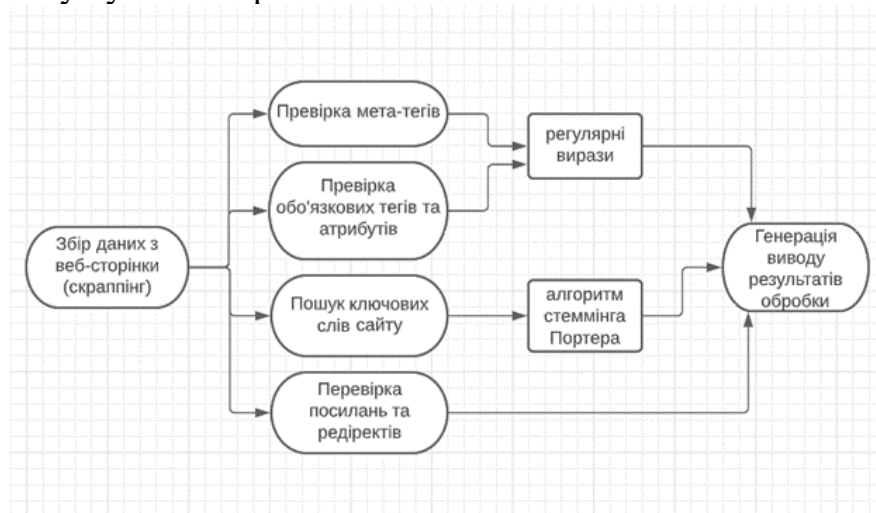 Превірка мета-тегів
регулярні
вирази
Превірка
обо'язкових тегів та
атрибутів
Збір даних з
веб-сторінки
(скраппінг)
Генерація
виводу
результатів
обробки
Пошук ключових
слів сайту
алгоритм
стеммінга
Портера
Перевірка
посилань та
редіректів